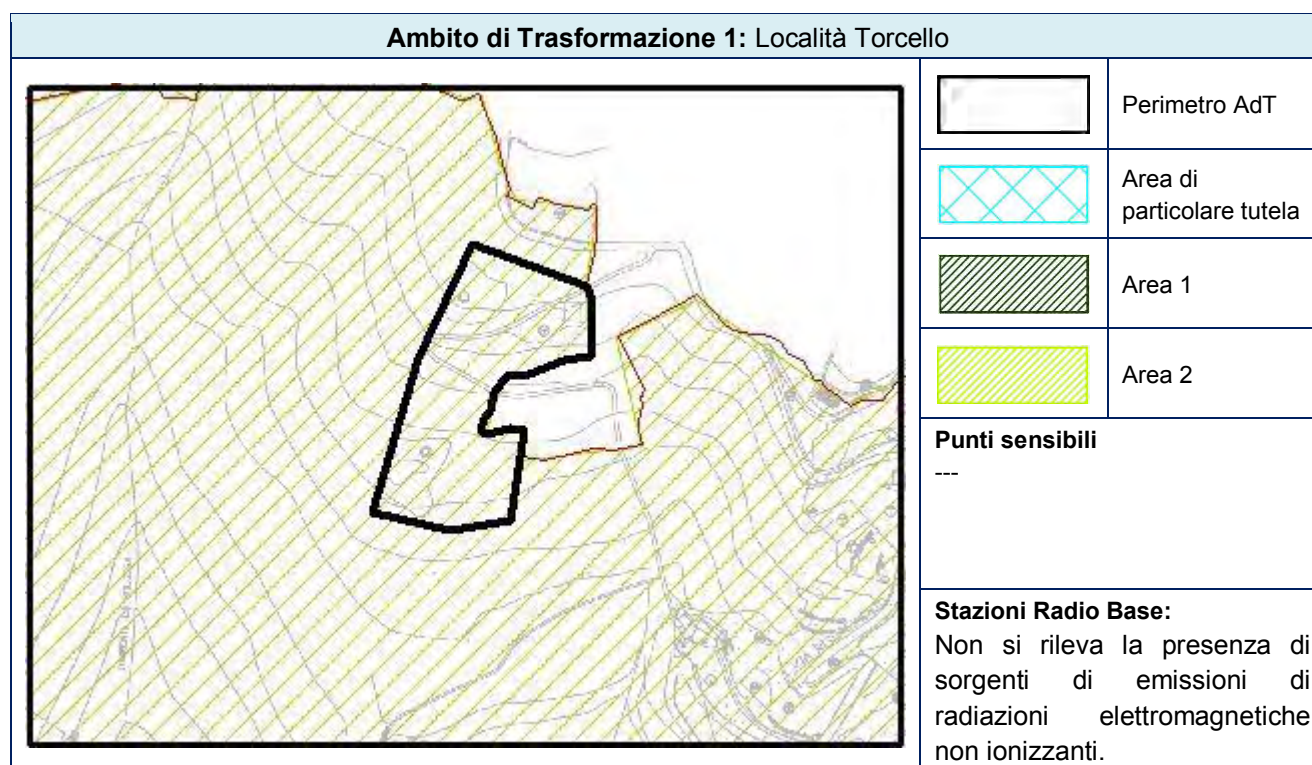 Ambito di Trasformazione 1: Località Torcello
Perimetro AdT
Area di
particolare tutela
Area 1
Area 2
Punti sensibili
---
Stazioni Radio Base:
Non si rileva la presenza di
sorgenti di emissioni di
radiazioni elettromagnetiche
non ionizzanti.